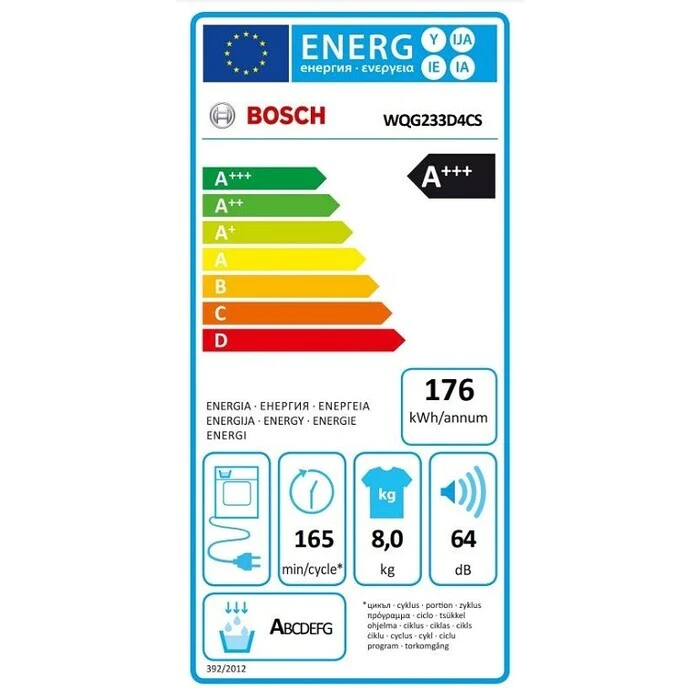 ENERG Y IJA
енергия · ενεργεια IE IA
BOSCH WQG233D4CS
A+++ A+++
A++
A+
A
B
C
D
176
kWh/annum
ENERGIA · ЕНЕРГИЯ · ΕΝΕΡΓΕΙΑ
ENERGIJA · ENERGY · ENERGIE
ENERGI
kg
165 8,0 64
min/cycle* kg dB
ABCDEFG
*цикъл · cyklus · portion · zyklus
πρόγραμμα · ciclo · tsükkel
ohjelma · ciklus · ciklas · cikls
ċiklu · cyclus · cykl · ciclu
program · torkomgång
392/2012